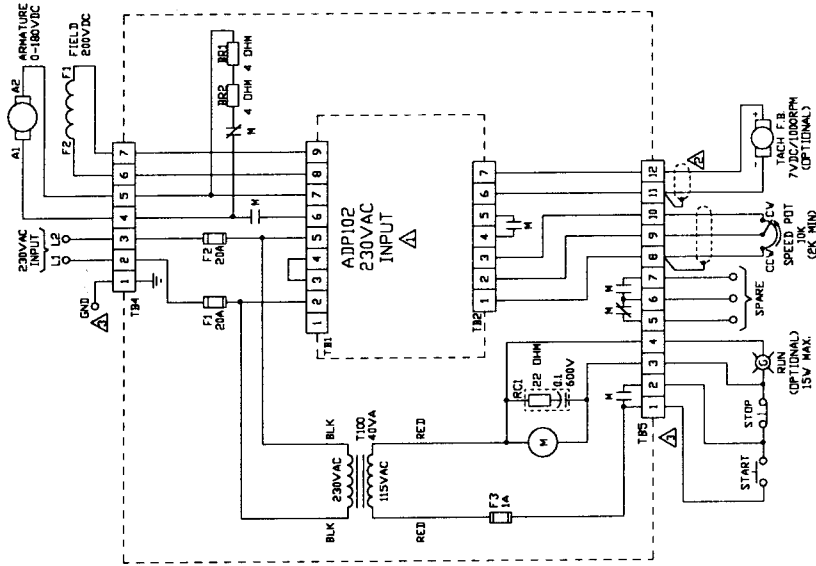 ARMATURE
0-180VDC
A1
A2
FIELD
200VDC
F2
F1
230VAC
INPUT
L1
L2
GND
3
TB4
1
2
3
4
5
6
7
F1
20A
F2
20A
M
M
BR2
4 OHM
BR1
4 OHM
TB1
1
2
3
4
5
6
7
8
9
ADP102
230VAC
INPUT
1
TB2
1
2
3
4
5
6
7
M
BLK
BLK
230VAC
115VAC
T100
40VA
RED
RED
F3
1A
M
RC1
22 OHM
0.1
600V
M
M
M
TB5
3
1
2
3
4
5
6
7
8
9
10
11
12
2
START
STOP
G
RUN
(OPTIONAL)
15W MAX.
SPARE
CCW
CW
SPEED POT
10K
(2K MIN)
-
+
TACH F.B.
7VDC/1000RPM
(OPTIONAL)